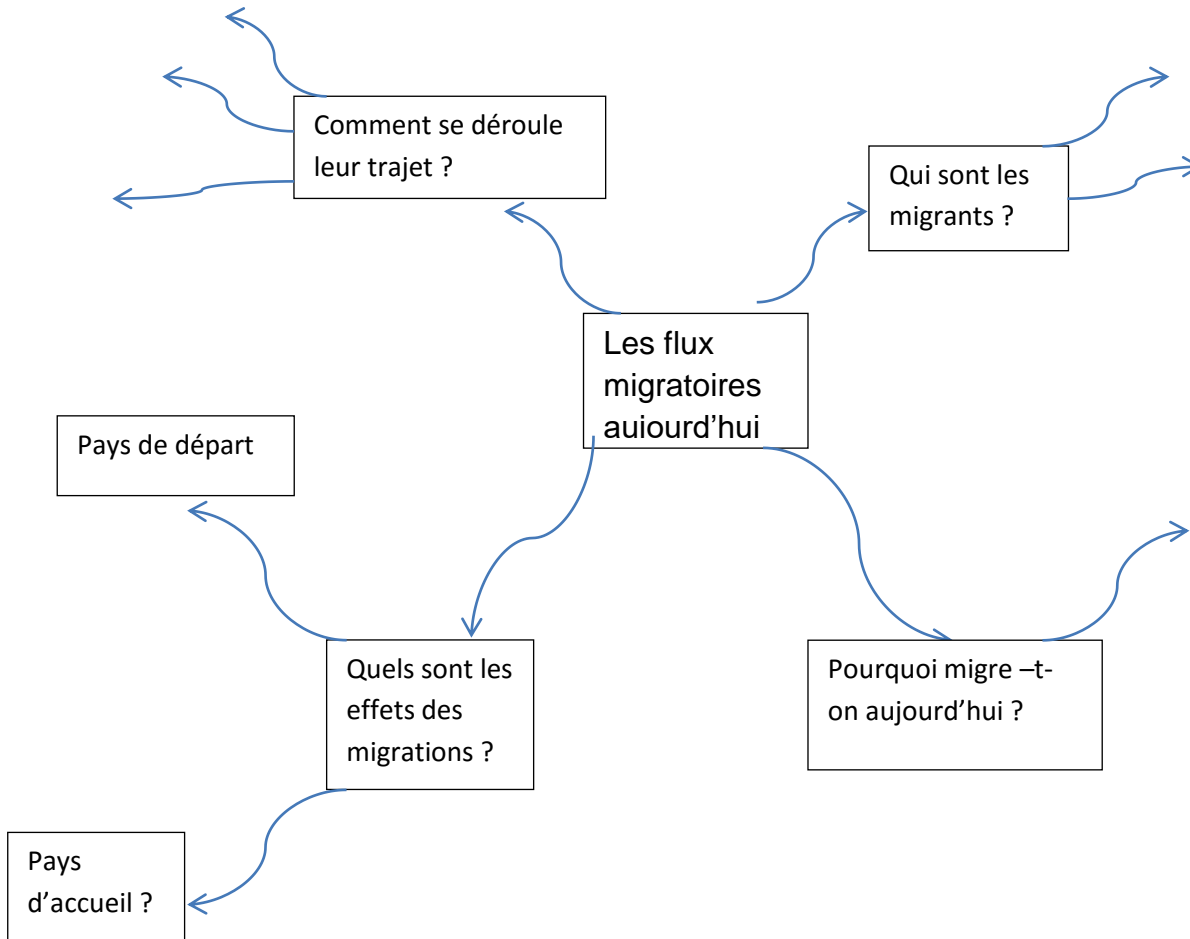 Comment se déroule
leur trajet ?
Qui sont les
migrants ?
Les flux
migratoires
auiourd’hui
Pays de départ
Quels sont les
effets des
migrations ?
Pourquoi migre –t-
on aujourd’hui ?
Pays
d’accueil ?